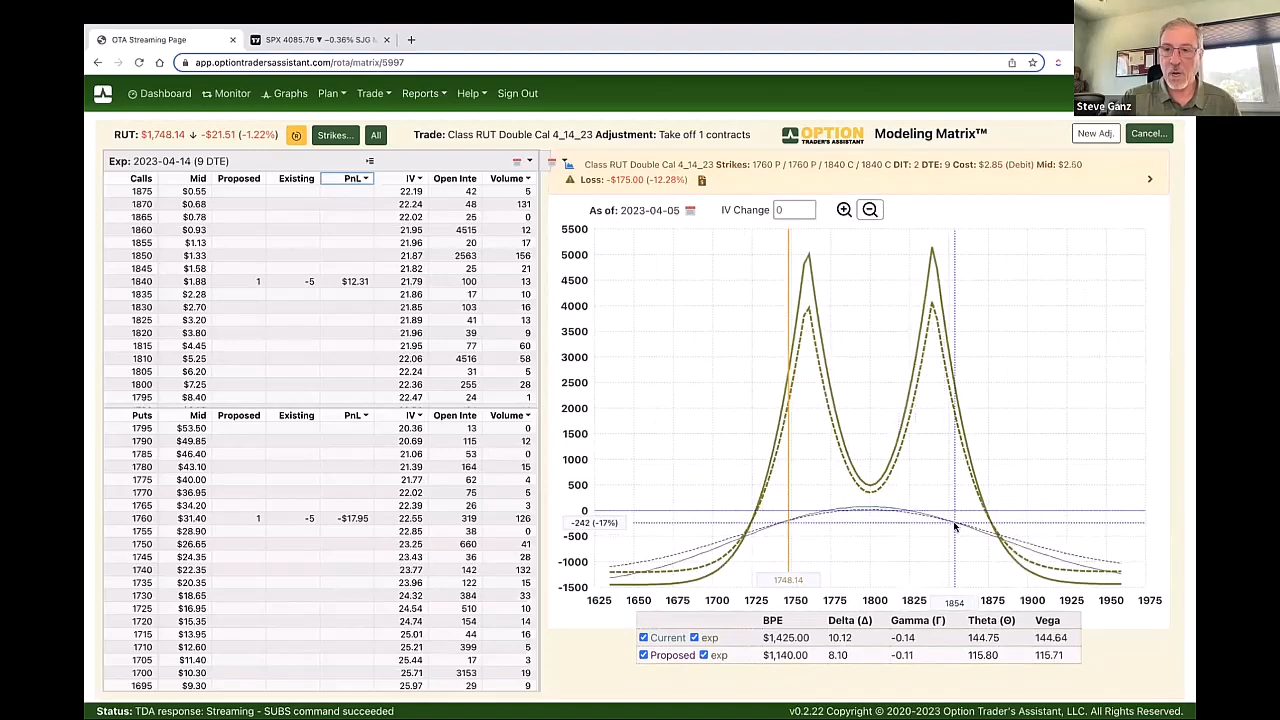 OTA Streaming Page
SPX 4085.76 ▼ −0.36% SJG
app.optiontradersassistant.com/rota/matrix/5997
Steve Ganz
Dashboard Monitor Graphs Plan Trade Reports Help Sign Out
RUT: $1,748.14 ↓ -$21.51 (-1.22%) Strikes... All Trade: Class RUT Double Cal 4_14_23 Adjustment: Take off 1 contracts OPTION TRADER'S ASSISTANT Modeling Matrix™ New Adj. Cancel...
Exp: 2023-04-14 (9 DTE)
Calls Mid Proposed Existing PnL IV Open Inte Volume
1875 $0.55 22.19 42 5
1870 $0.68 22.24 48 131
1865 $0.78 22.02 25 0
1860 $0.93 21.95 4515 12
1855 $1.13 21.96 20 17
1850 $1.33 21.87 2563 156
1845 $1.58 21.82 25 21
1840 $1.88 1 -5 $12.31 21.79 100 13
1835 $2.28 21.86 17 10
1830 $2.70 21.85 103 16
1825 $3.20 21.89 41 13
1820 $3.80 21.96 39 9
1815 $4.45 21.95 77 60
1810 $5.25 22.06 4516 58
1805 $6.20 22.24 31 5
1800 $7.25 22.36 255 28
1795 $8.40 22.47 24 1
Puts Mid Proposed Existing PnL IV Open Inte Volume
1795 $53.50 20.36 13 0
1790 $49.85 20.69 115 12
1785 $46.40 21.06 53 0
1780 $43.10 21.39 164 15
1775 $40.00 21.77 62 4
1770 $36.95 22.02 75 5
1765 $34.20 22.39 26 3
1760 $31.40 1 -5 -$17.95 22.55 319 126
1755 $28.90 22.88 38 0
1750 $26.55 23.25 660 41
1745 $24.35 23.43 36 28
1740 $22.35 23.77 142 132
1735 $20.35 23.96 122 15
1730 $18.65 24.32 384 33
1725 $16.95 24.54 510 10
1720 $15.35 24.74 154 14
1715 $13.95 25.01 44 16
1710 $12.60 25.21 399 5
1705 $11.40 25.44 17 3
1700 $10.30 25.71 3153 19
1695 $9.30 25.97 29 9
Class RUT Double Cal 4_14_23 Strikes: 1760 P / 1760 P / 1840 C / 1840 C DIT: 2 DTE: 9 Cost: $2.85 (Debit) Mid: $2.50
Loss: -$175.00 (-12.28%)
As of: 2023-04-05 IV Change 0
5500
5000
4500
4000
3500
3000
2500
2000
1500
1000
500
0
-242 (-17%)
-500
-1000
-1500
1748.14
1625 1650 1675 1700 1725 1750 1775 1800 1825 1854 1875 1900 1925 1950 1975
BPE Delta (Δ) Gamma (Γ) Theta (Θ) Vega
Current exp $1,425.00 10.12 -0.14 144.75 144.64
Proposed exp $1,140.00 8.10 -0.11 115.80 115.71
Status: TDA response: Streaming - SUBS command succeeded v0.2.22 Copyright © 2020-2023 Option Trader's Assistant, LLC. All Rights Reserved.